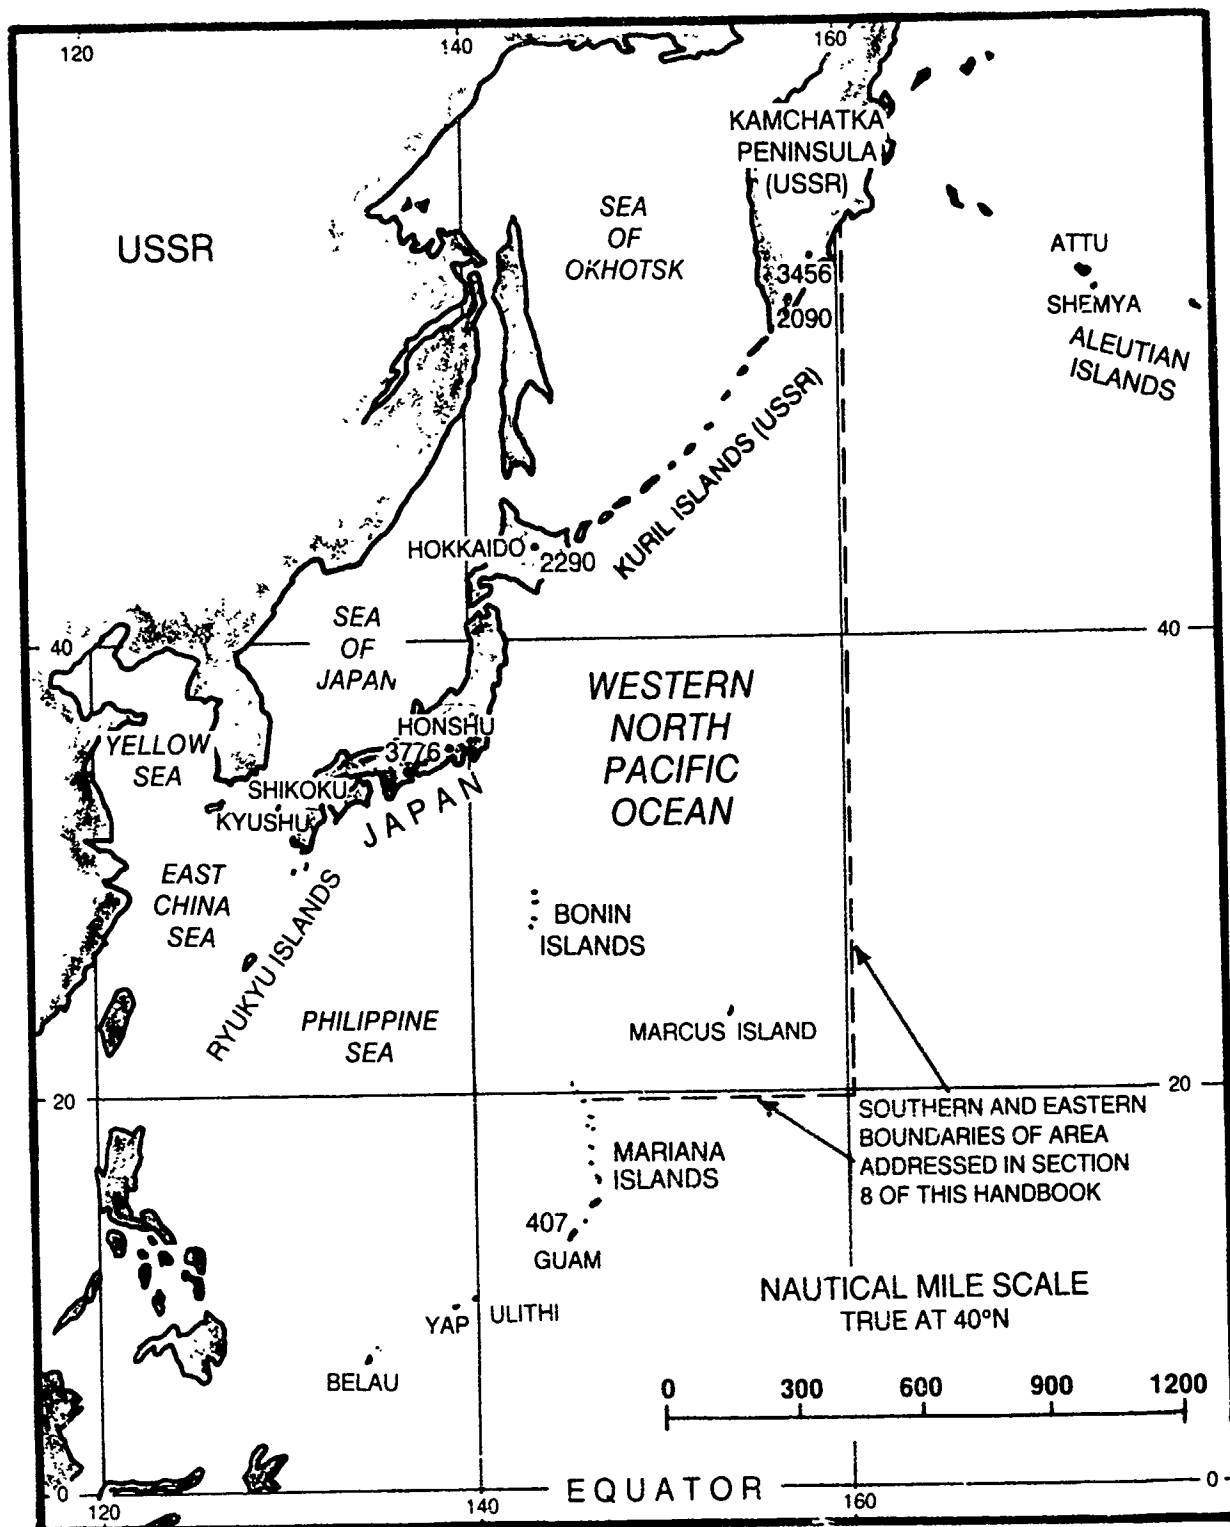 120
140
160
KAMCHATKA
PENINSULA
(USSR)
SEA
OF
OKHOTSK
USSR
ATTU
3456
SHEMYA
2090
ALEUTIAN
ISLANDS
KURIL ISLANDS (USSR)
HOKKAIDO
2290
SEA
OF
JAPAN
40
40
WESTERN
NORTH
PACIFIC
OCEAN
HONSHU
3776
YELLOW
SEA
SHIKOKU
KYUSHU
JAPAN
EAST
CHINA
SEA
RYUKYU ISLANDS
BONIN
ISLANDS
PHILIPPINE
SEA
MARCUS ISLAND
20
20
SOUTHERN AND EASTERN
BOUNDARIES OF AREA
ADDRESSED IN SECTION
8 OF THIS HANDBOOK
MARIANA
ISLANDS
407
GUAM
NAUTICAL MILE SCALE
TRUE AT 40°N
YAP
ULITHI
BELAU
0 300 600 900 1200
0
EQUATOR
0
120
140
160